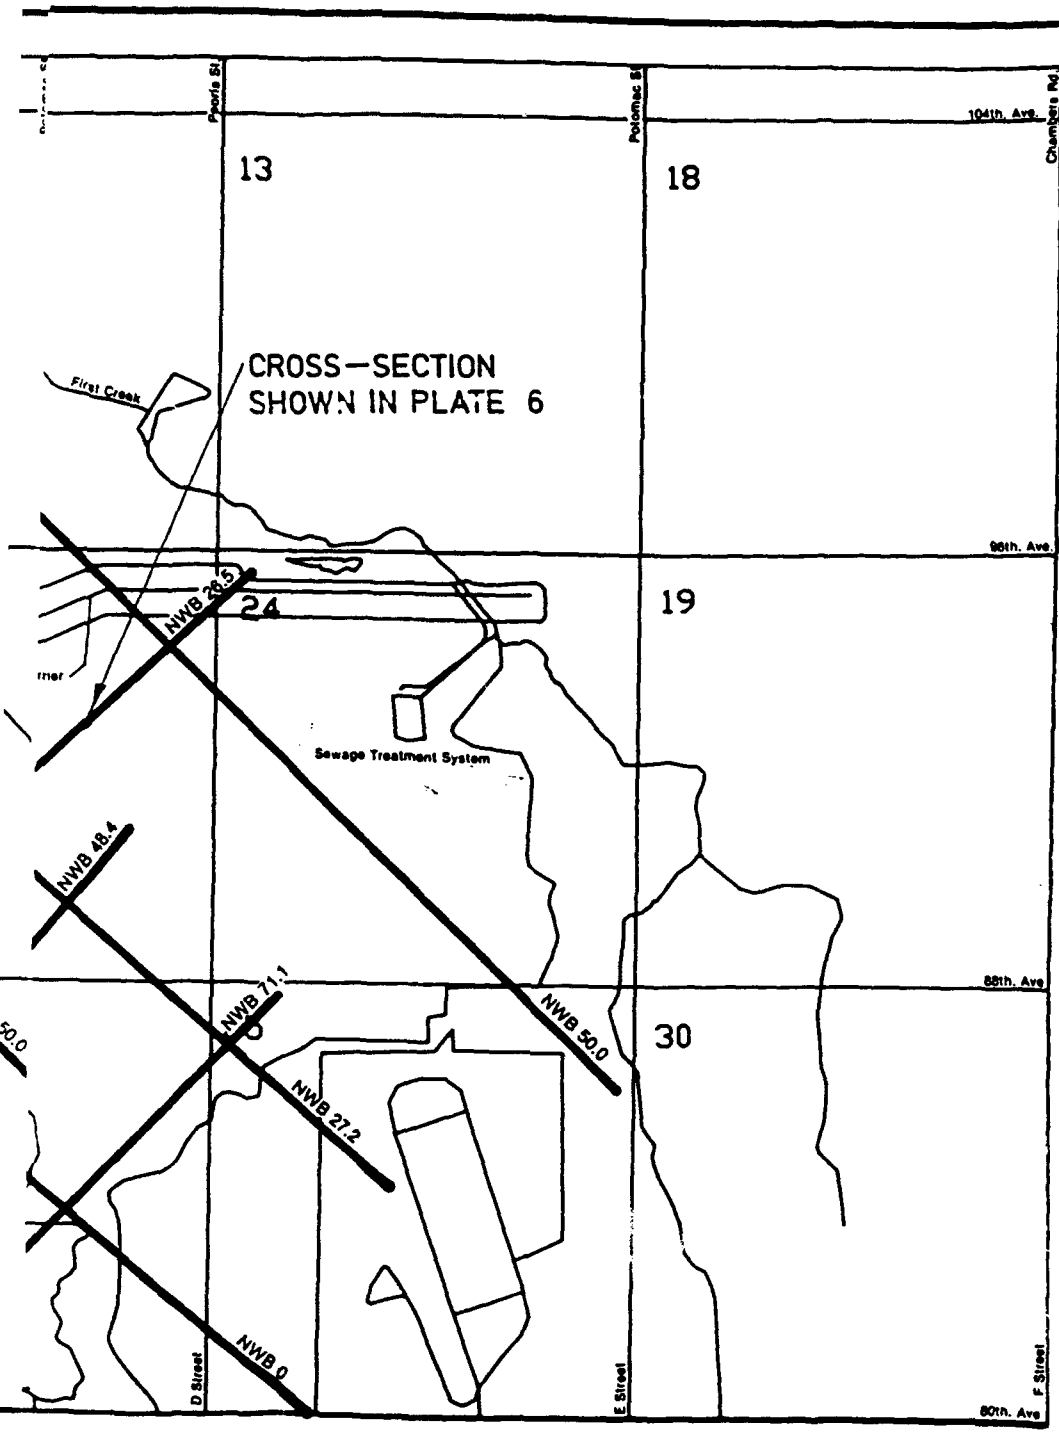 Peoria St
Potomac St
Chambers Rd.
104th. Ave.
13
18
CROSS-SECTION
SHOWN IN PLATE 6
First Creek
96th. Ave.
NWB 26.5
24
19
Sewage Treatment System
NWB 48.4
88th. Ave
NWB 71.1
50.0
NWB 50.0
30
NWB 27.2
NWB 0
D Street
E Street
F Street
80th. Ave